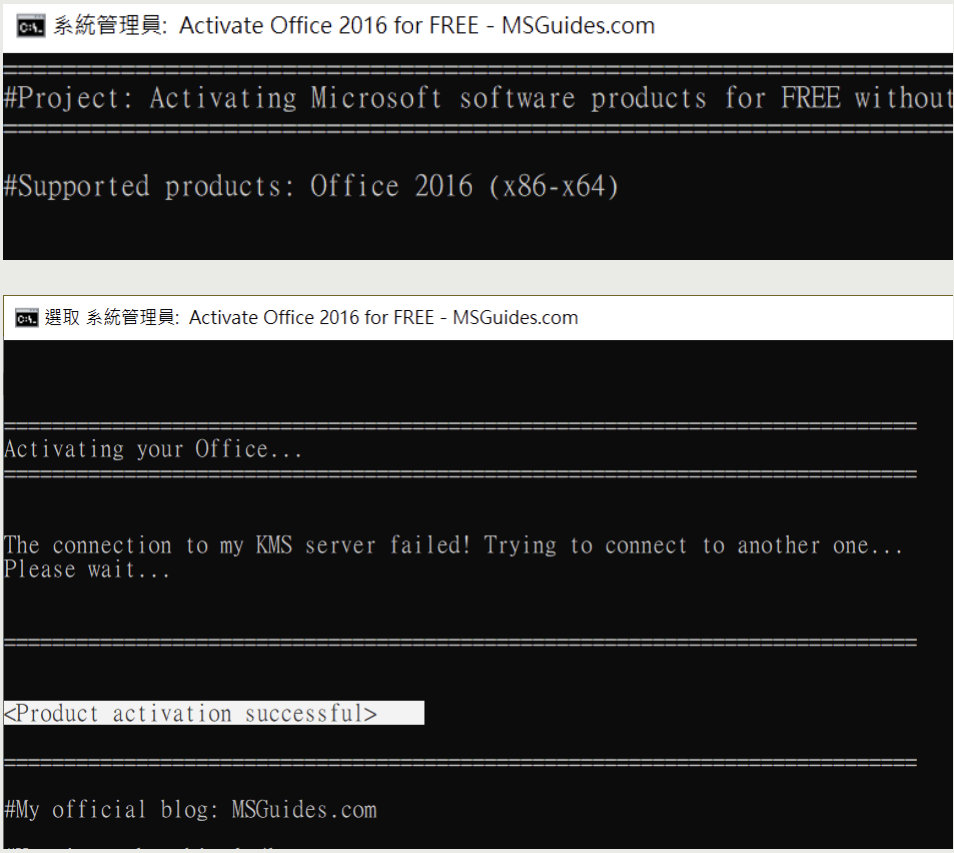 系統管理員: Activate Office 2016 for FREE - MSGuides.com
#Project: Activating Microsoft software products for FREE without
#Supported products: Office 2016 (x86-x64)
選取 系統管理員: Activate Office 2016 for FREE - MSGuides.com
Activating your Office...
The connection to my KMS server failed! Trying to connect to another one...
Please wait...
<Product activation successful>
#My official blog: MSGuides.com